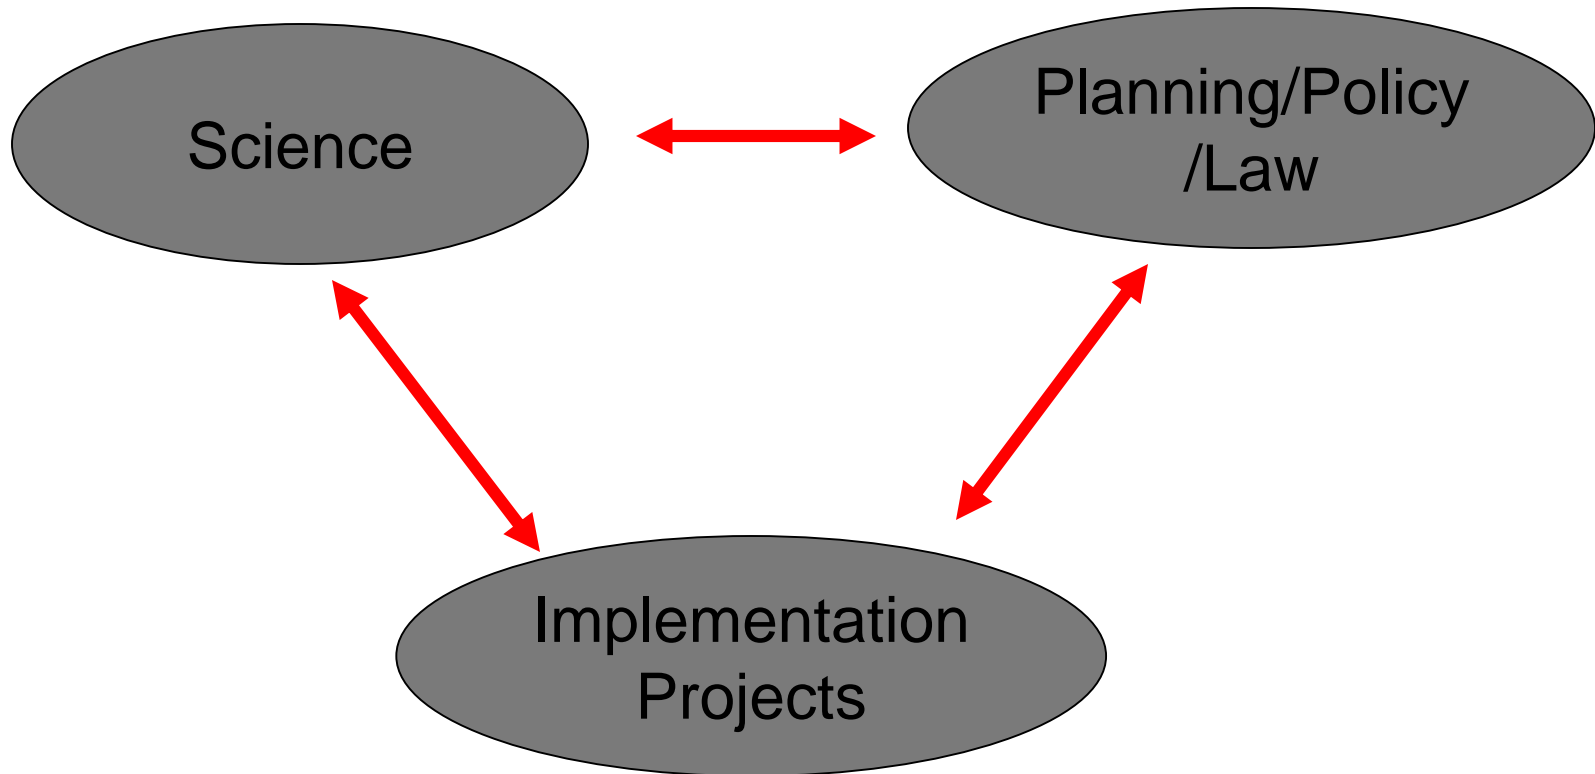 Science
Planning/Policy
/Law
Implementation
Projects